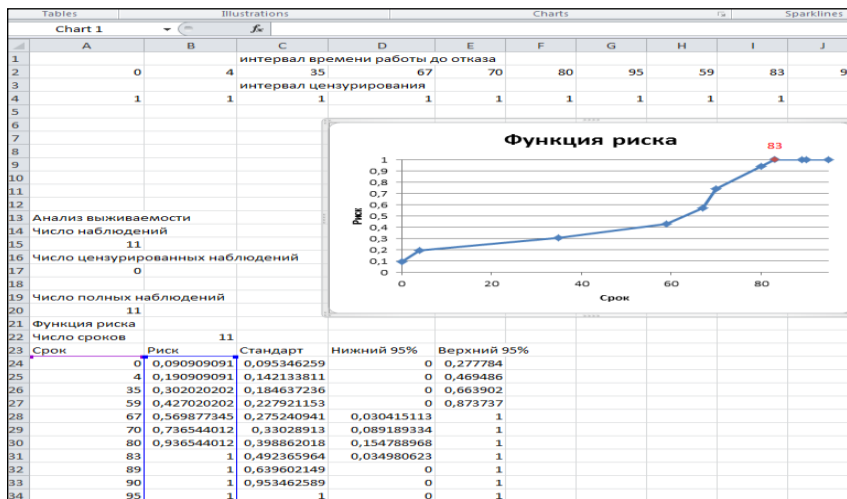 Tables Illustrations Charts Sparklines
Chart 1 fx
A B C D E F G H I J
1 интервал времени работы до отказа
2 0 4 35 67 70 80 95 59 83 9
3 интервал цензурирования
4 1 1 1 1 1 1 1 1 1
5
6
7
8
9
10
11
12
13 Анализ выживаемости
14 Число наблюдений
15 11
16 Число цензурированных наблюдений
17 0
18
19 Число полных наблюдений
20 11
21 Функция риска
22 Число сроков 11
23 Срок Риск Стандарт Нижний 95% Верхний 95%
24 0 0,090909091 0,095346259 0 0,277784
25 4 0,190909091 0,142133811 0 0,469486
26 35 0,302020202 0,184637236 0 0,663902
27 59 0,427020202 0,227921153 0 0,873737
28 67 0,569877345 0,275240941 0,030415113 1
29 70 0,736544012 0,33028913 0,089189334 1
30 80 0,936544012 0,398862018 0,154788968 1
31 83 1 0,492365964 0,034980623 1
32 89 1 0,639602149 0 1
33 90 1 0,953462589 0 1
34 95 1 1 0 1
Функция риска
83
1
0,9
0,8
0,7
0,6
0,5
0,4
0,3
0,2
0,1
0
Риск
0 20 40 60 80
Срок